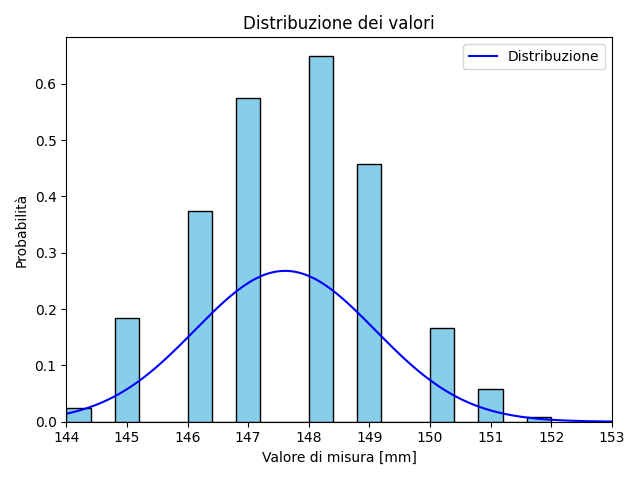 Distribuzione dei valori
Distribuzione
Probabilità
0.6
0.5
0.4
0.3
0.2
0.1
0.0
144 145 146 147 148 149 150 151 152 153
Valore di misura [mm]